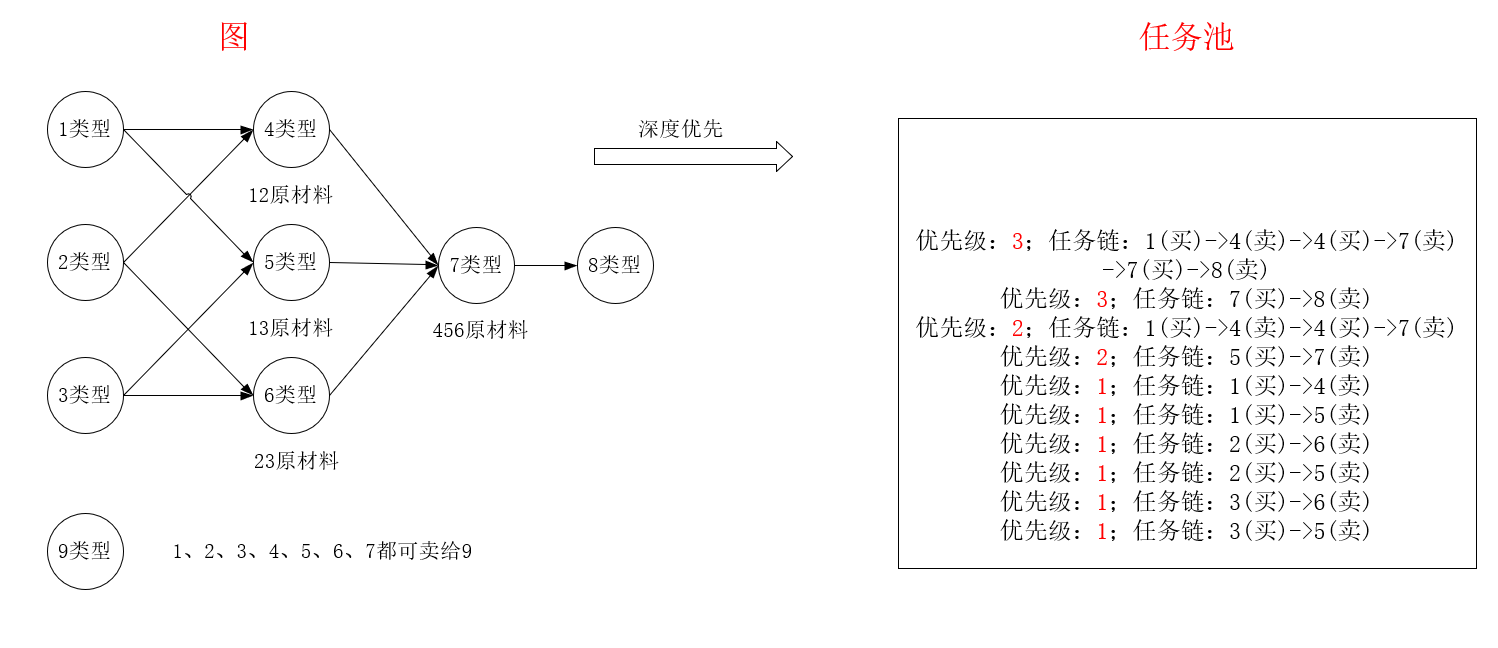 图
任务池
1类型
4类型
深度优先
12原材料
2类型
5类型
7类型
8类型
13原材料
456原材料
3类型
6类型
23原材料
9类型
1、2、3、4、5、6、7都可卖给9
优先级：3；任务链：1(买)->4(卖)->4(买)->7(卖)
->7(买)->8(卖)
优先级：3；任务链：7(买)->8(卖)
优先级：2；任务链：1(买)->4(卖)->4(买)->7(卖)
优先级：2；任务链：5(买)->7(卖)
优先级：1；任务链：1(买)->4(卖)
优先级：1；任务链：1(买)->5(卖)
优先级：1；任务链：2(买)->6(卖)
优先级：1；任务链：2(买)->5(卖)
优先级：1；任务链：3(买)->6(卖)
优先级：1；任务链：3(买)->5(卖)